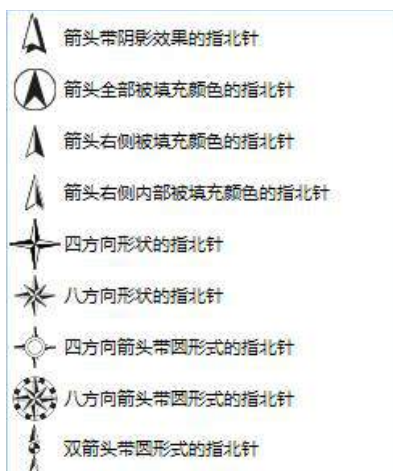 箭头带阴影效果的指北针
箭头全部被填充颜色的指北针
箭头右侧被填充颜色的指北针
箭头右侧内部被填充颜色的指北针
四方向形状的指北针
八方向形状的指北针
四方向箭头带圆形式的指北针
八方向箭头带圆形式的指北针
双箭头带圆形式的指北针